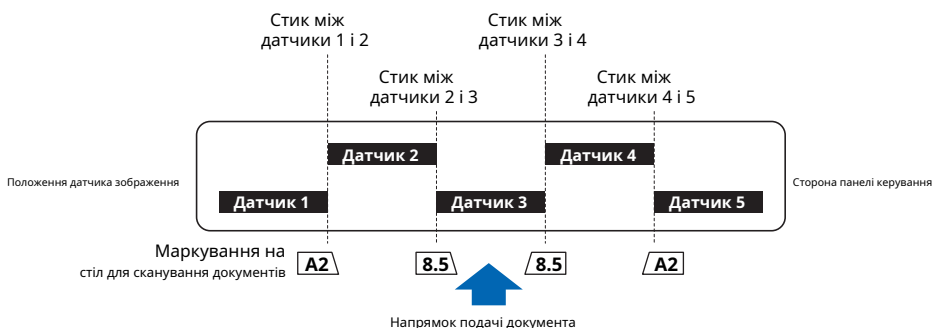 Стик між
датчики 1 і 2
Стик між
датчики 3 і 4
Стик між
датчики 2 і 3
Стик між
датчики 4 і 5
Датчик 2
Датчик 4
Положення датчика зображення
Сторона панелі керування
Датчик 1
Датчик 3
Датчик 5
Маркування на
стіл для сканування документів
A2
8.5
8.5
A2
Напрямок подачі документа